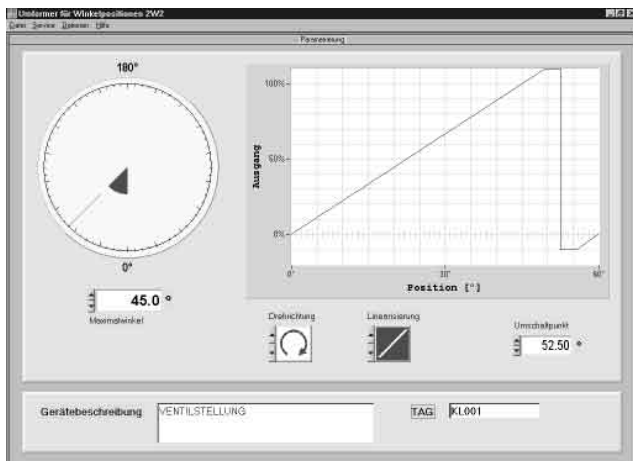 Umformer für Winkelpositionen 2W2
Datei Service Optionen Hilfe
Parametrierung
180°
0°
45.0 °
Maximalwinkel
100%
50%
0%
Ausgang
0° 30° 60°
Position [°]
Drehrichtung
Linearisierung
Umschaltpunkt
52.50 °
Gerätebeschreibung
VENTILSTELLUNG
TAG
KL001